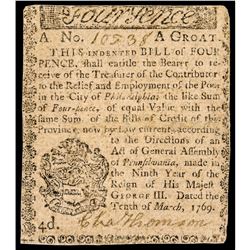 Four-Pence
A No. 10538 A GROAT.
THIS INDENTED BILL OF FOUR
PENCE, shall entitle the Bearer to re-
ceive of the Treasurer of the Contributor
to the Relief and Employment of the Poor
in the City of Philadelphia, the like Sum
of Four-pence, of equal Value with the
same Sum of the Bills of Credit of this
Province now by Law current, according
to the Directions of an
Act of General Assembly
of Pennsylvania, made in
the Ninth Year of the
Reign of His Majest
GEORGE III. Dated the
Tenth of March, 1769.
4d.